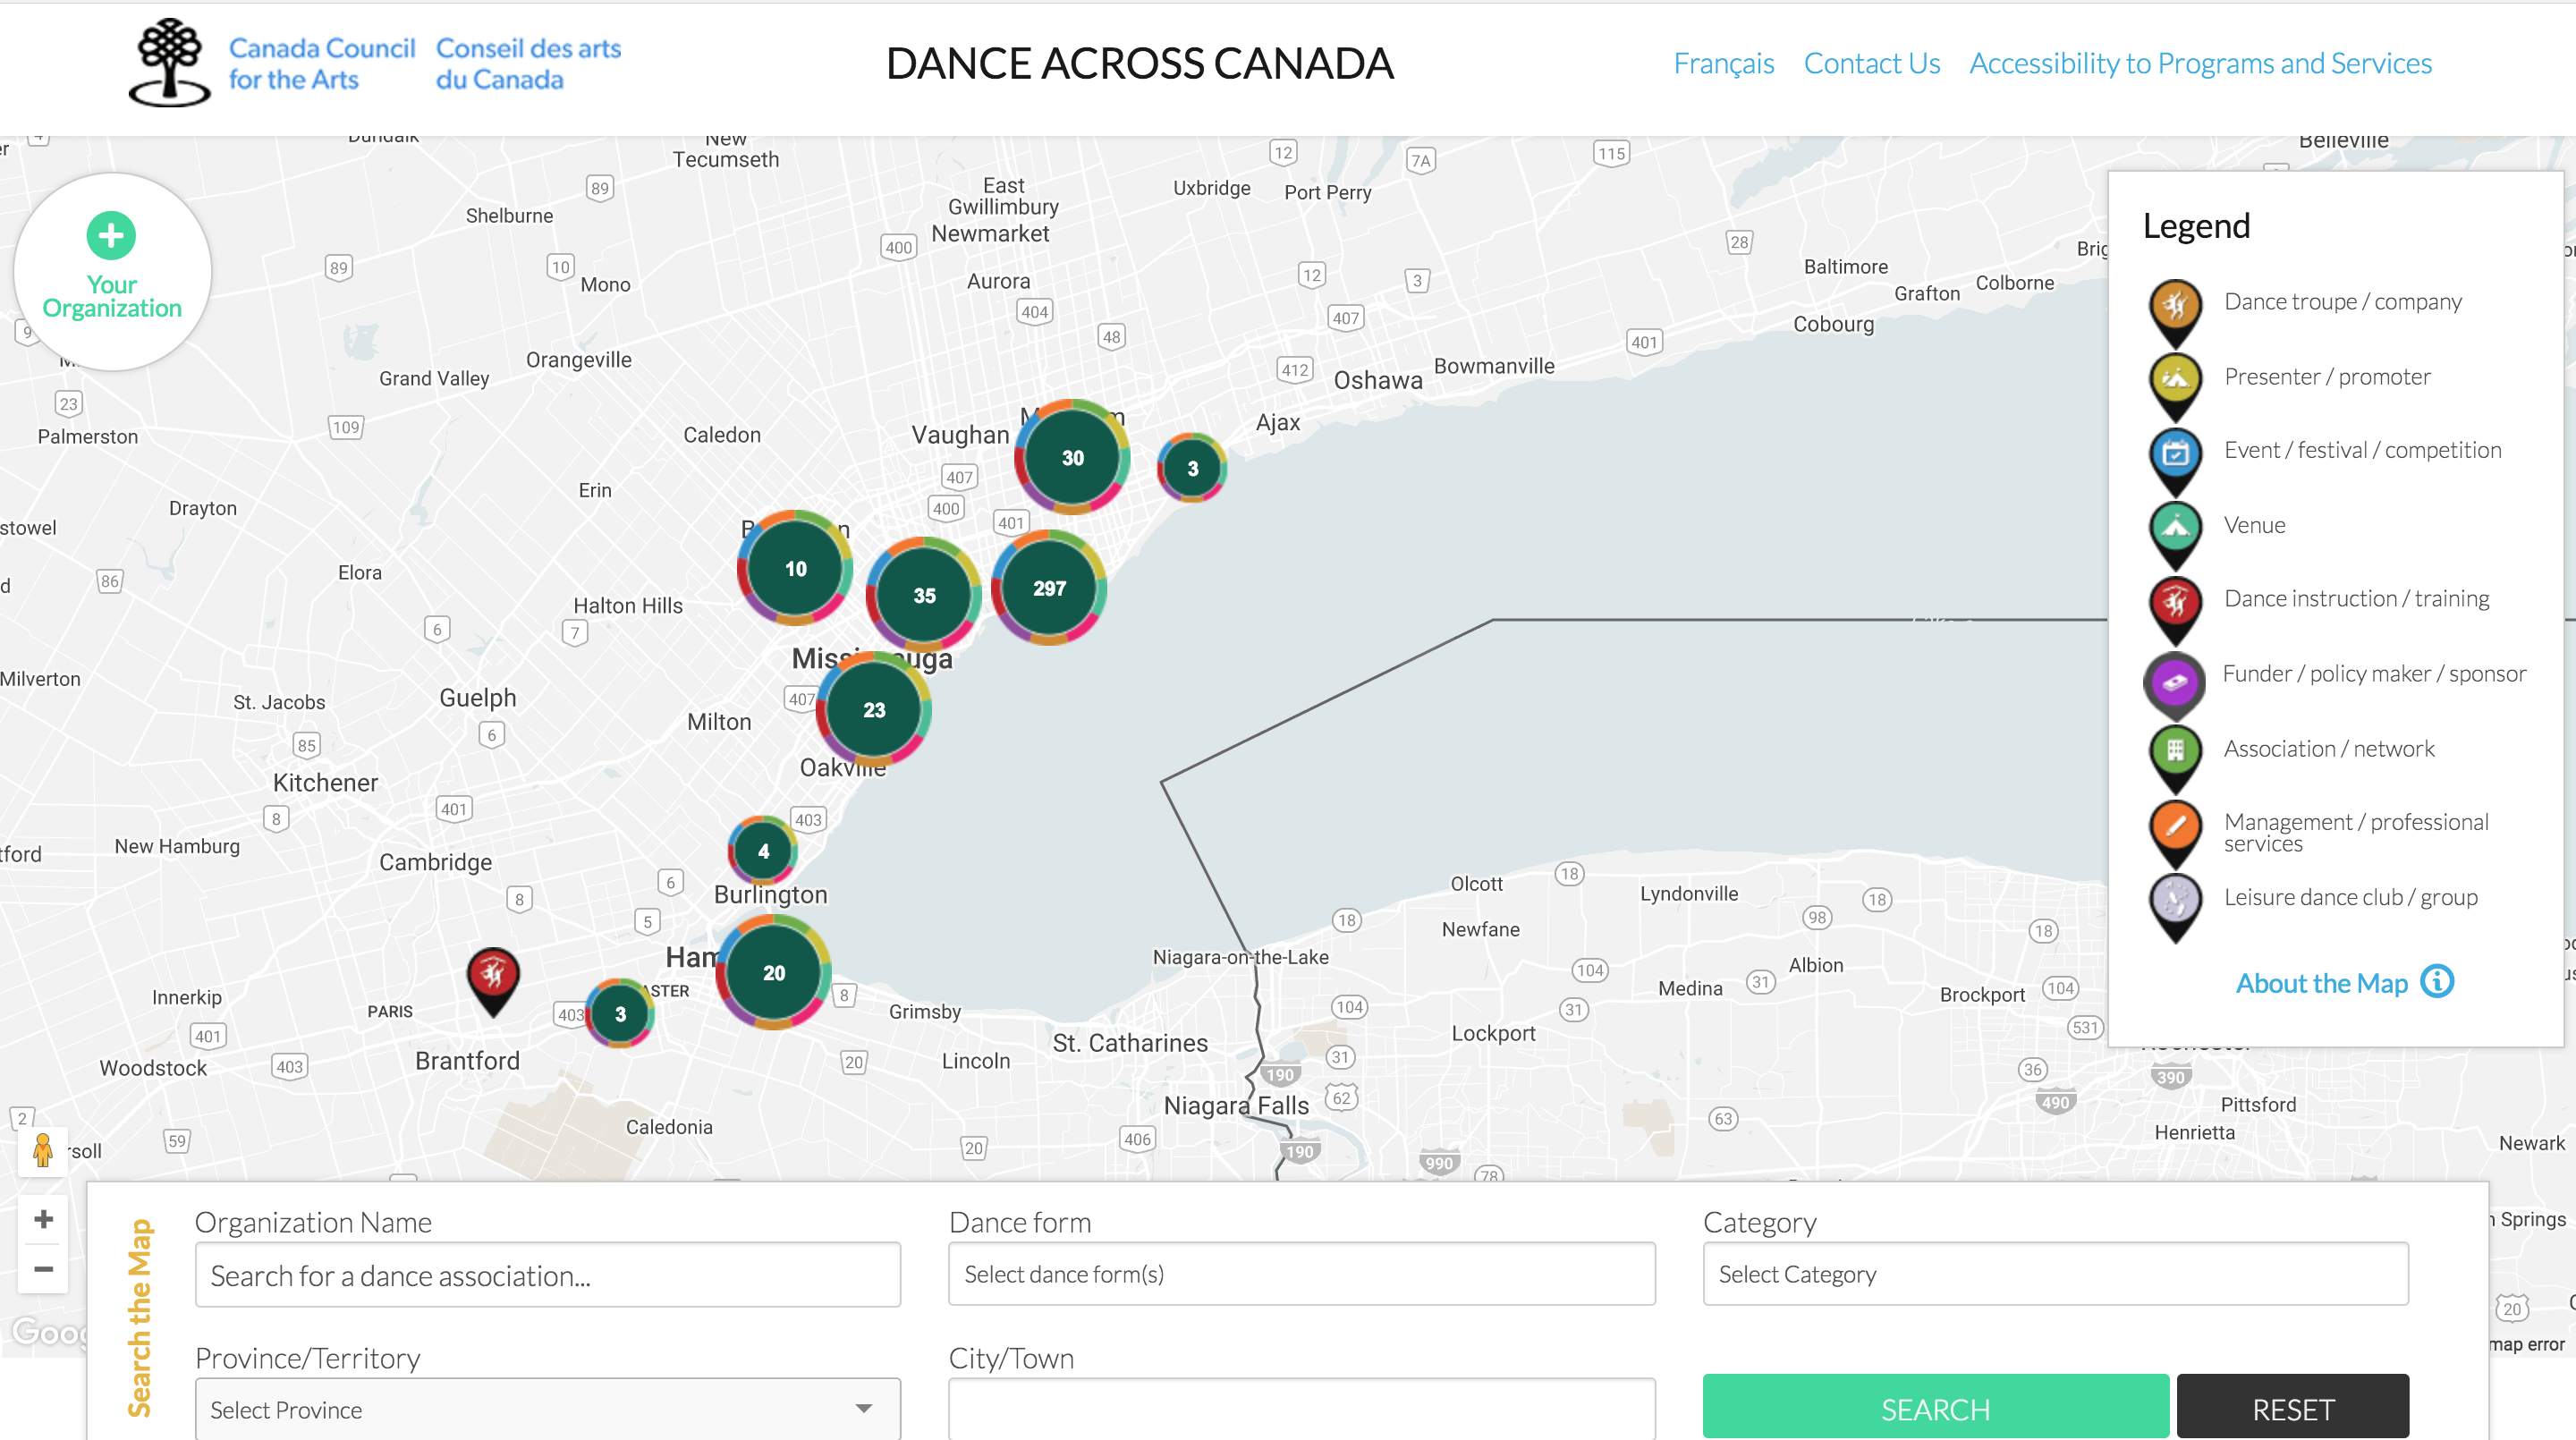 Canada Council Conseil des arts
for the Arts du Canada
DANCE ACROSS CANADA
Français Contact Us Accessibility to Programs and Services
Your
Organization
New
Tecumseth
Belleville
12
7A
115
89
East
Gwillimbury
Uxbridge
Port Perry
Shelburne
Newmarket
400
28
89
10
Mono
Aurora
12
3
Baltimore
Grafton
Colborne
404
407
Cobourg
48
401
9
Orangeville
412
Oshawa
Bowmanville
Grand Valley
23
109
Palmerston
Caledon
Vaughan
Ajax
30
3
407
Erin
Drayton
400
401
10
35
297
Elora
86
Halton Hills
6
7
Milverton
St. Jacobs
Guelph
407
23
Milton
6
85
Oakville
Kitchener
401
8
403
New Hamburg
Cambridge
4
6
Burlington
8
5
20
Innerkip
PARIS
403
3
8
Grimsby
401
Woodstock
403
Brantford
20
Lincoln
St. Catharines
Niagara-on-the-Lake
Niagara Falls
2
59
Caledonia
20
406
190
190
62
31
104
18
Olcott
18
Lyndonville
98
18
Newfane
104
Medina
31
Albion
18
Brockport
104
31
Lockport
531
36
390
490
63
Pittsford
Henrietta
Newark
990
78
Legend
Dance troupe / company
Presenter / promoter
Event / festival / competition
Venue
Dance instruction / training
Funder / policy maker / sponsor
Association / network
Management / professional
services
Leisure dance club / group
About the Map
Search the Map
Organization Name
Search for a dance association...
Dance form
Select dance form(s)
Category
Select Category
Province/Territory
Select Province
City/Town
SEARCH
RESET
Springs
20
map error